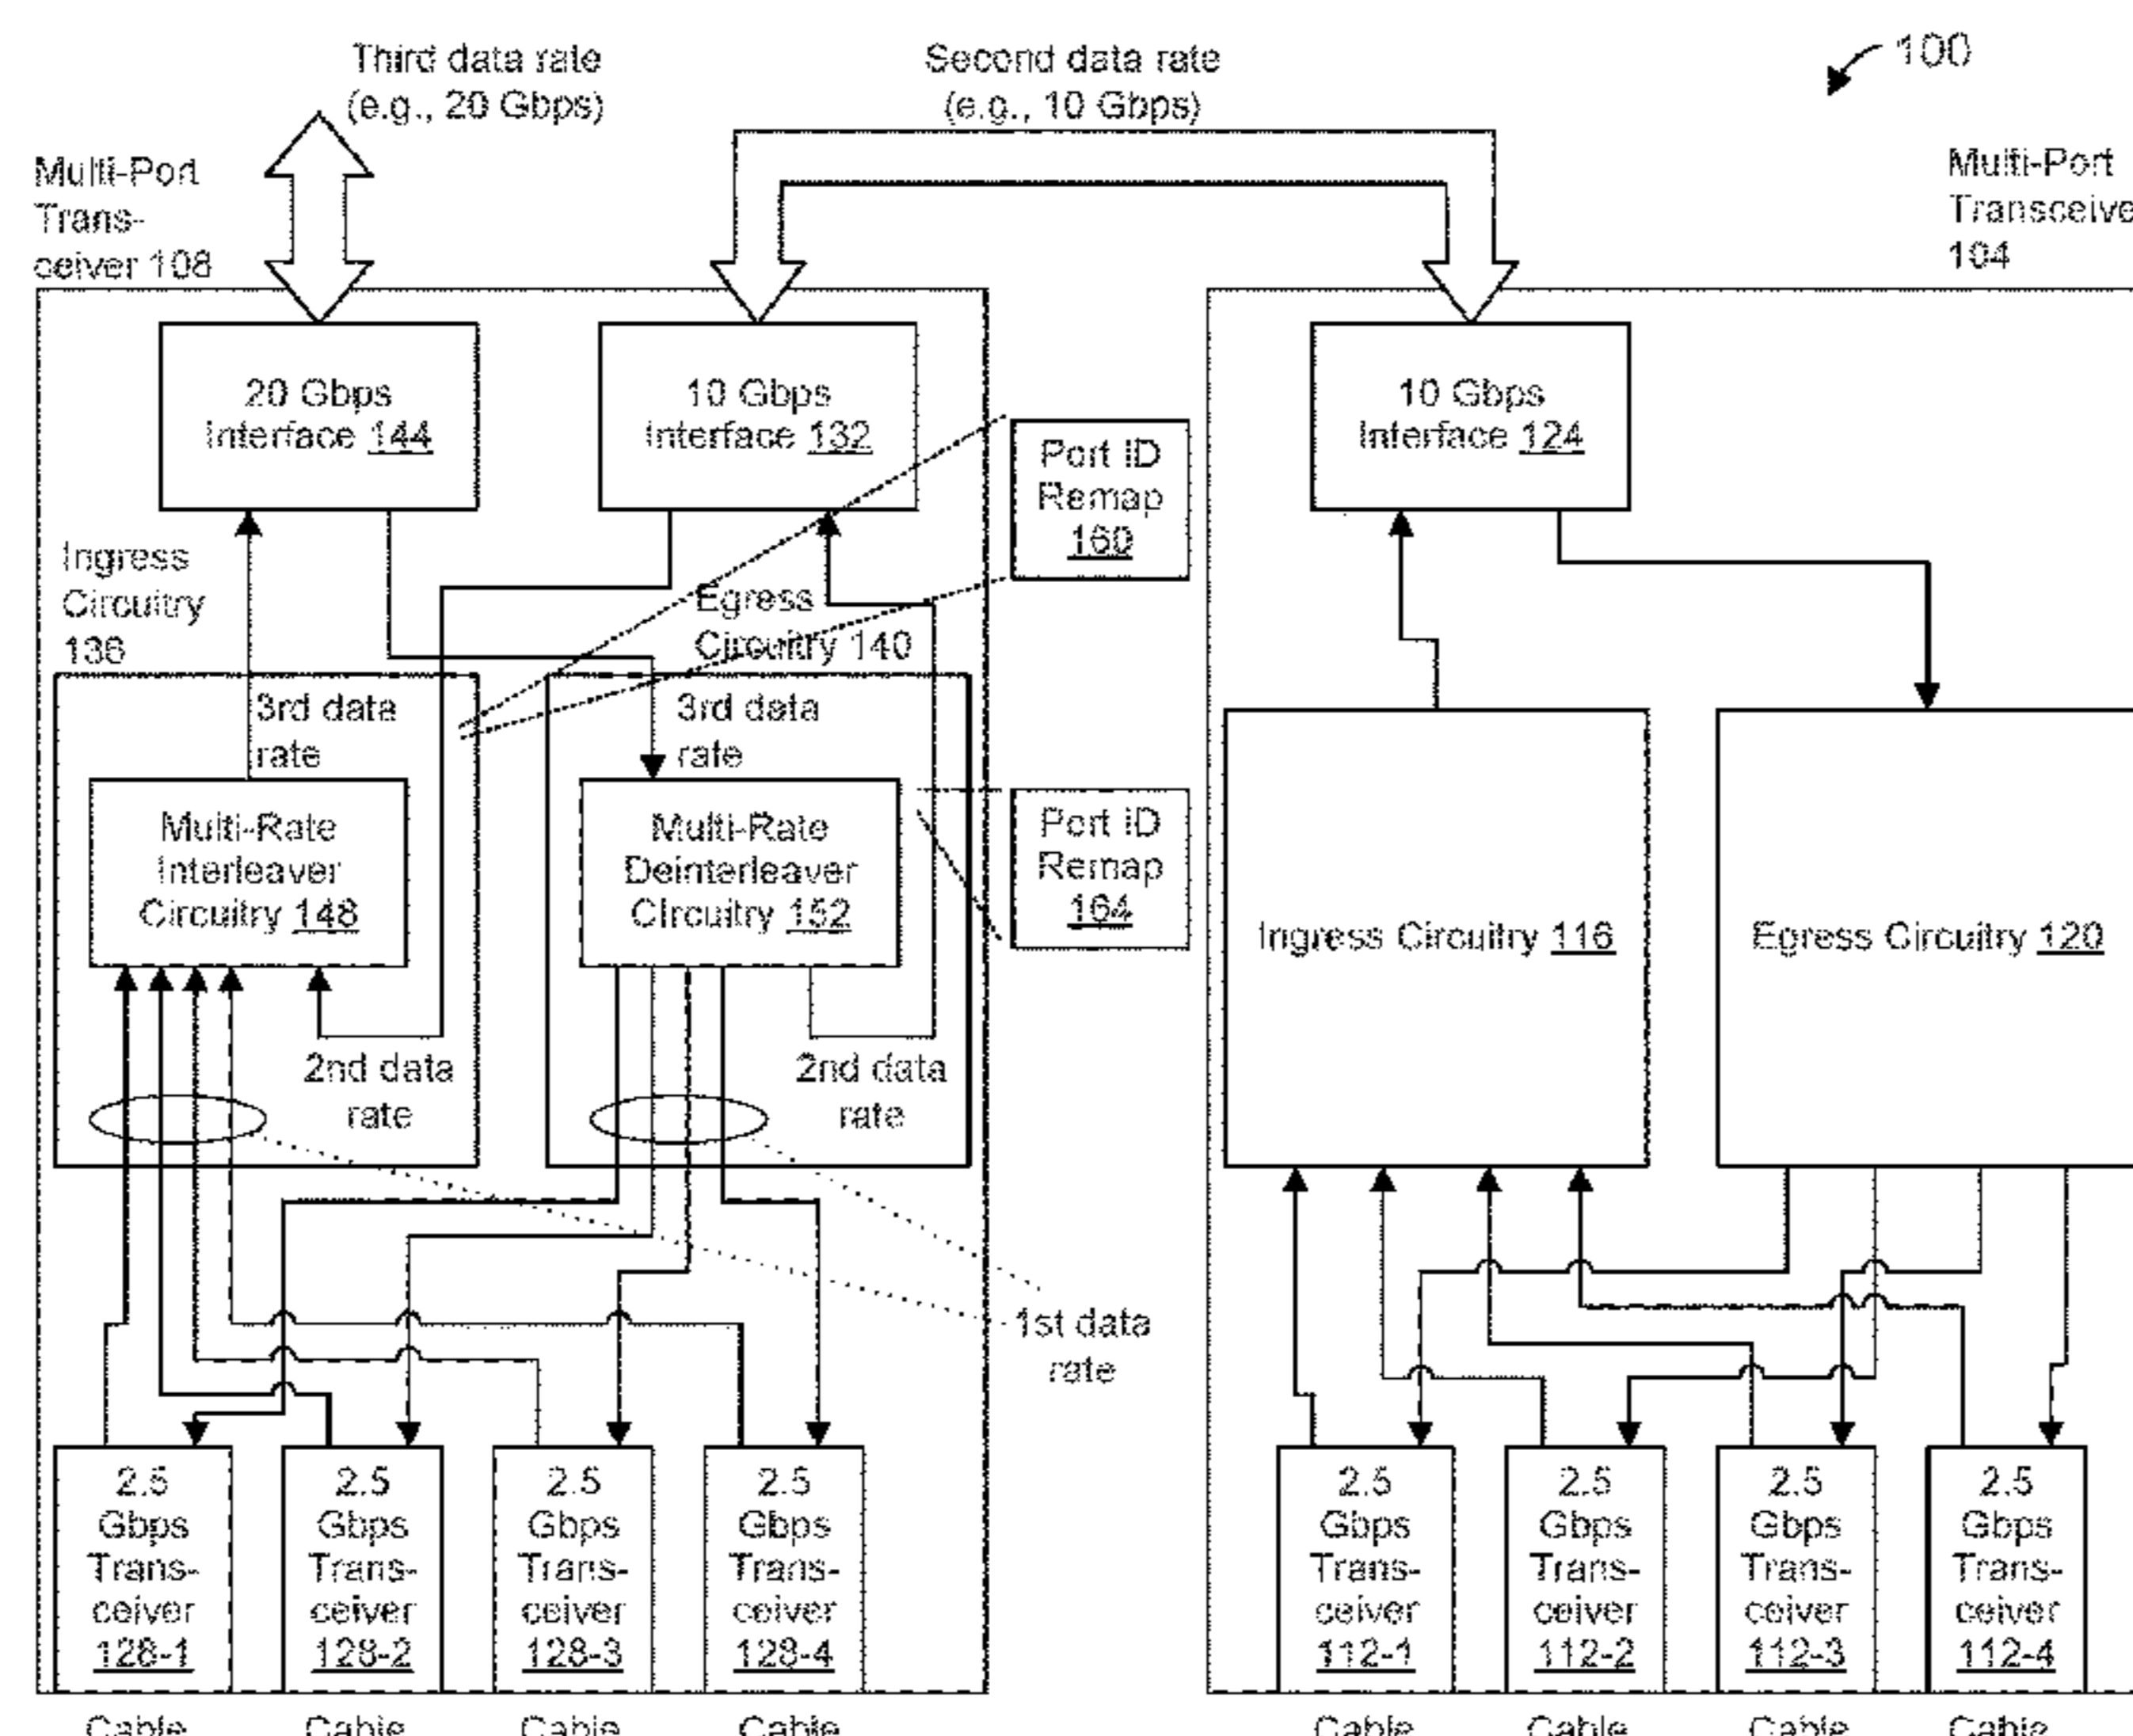 Third data rate
(e.g., 20 Gbps)
Second data rate
(e.g., 10 Gbps)
100
Multi-Port
Trans-
ceiver 108
Multi-Port
Transceive
104
20 Gbps
Interface 144
10 Gbps
Interface 132
Port ID
Remap
160
10 Gbps
Interface 124
Ingress
Circuitry
136
Egress
Circuitry 140
3rd data
rate
3rd data
rate
Multi-Rate
Interleaver
Circuitry 148
Multi-Rate
Deinterleaver
CIrcuitry 152
Port ID
Remap
164
Ingress Circuitry 116
Egress Circuitry 120
2nd data
rate
2nd data
rate
1st data
rate
2.5
Gbps
Trans-
ceiver
128-1
2.5
Gbps
Trans-
ceiver
128-2
2.5
Gbps
Trans-
ceiver
128-3
2.5
Gbps
Trans-
ceiver
128-4
2.5
Gbps
Trans-
ceiver
112-1
2.5
Gbps
Trans-
ceiver
112-2
2.5
Gbps
Trans-
ceiver
112-3
2.5
Gbps
Trans-
ceiver
112-4
Cable
Cable
Cable
Cable
Cable
Cable
Cable
Cable